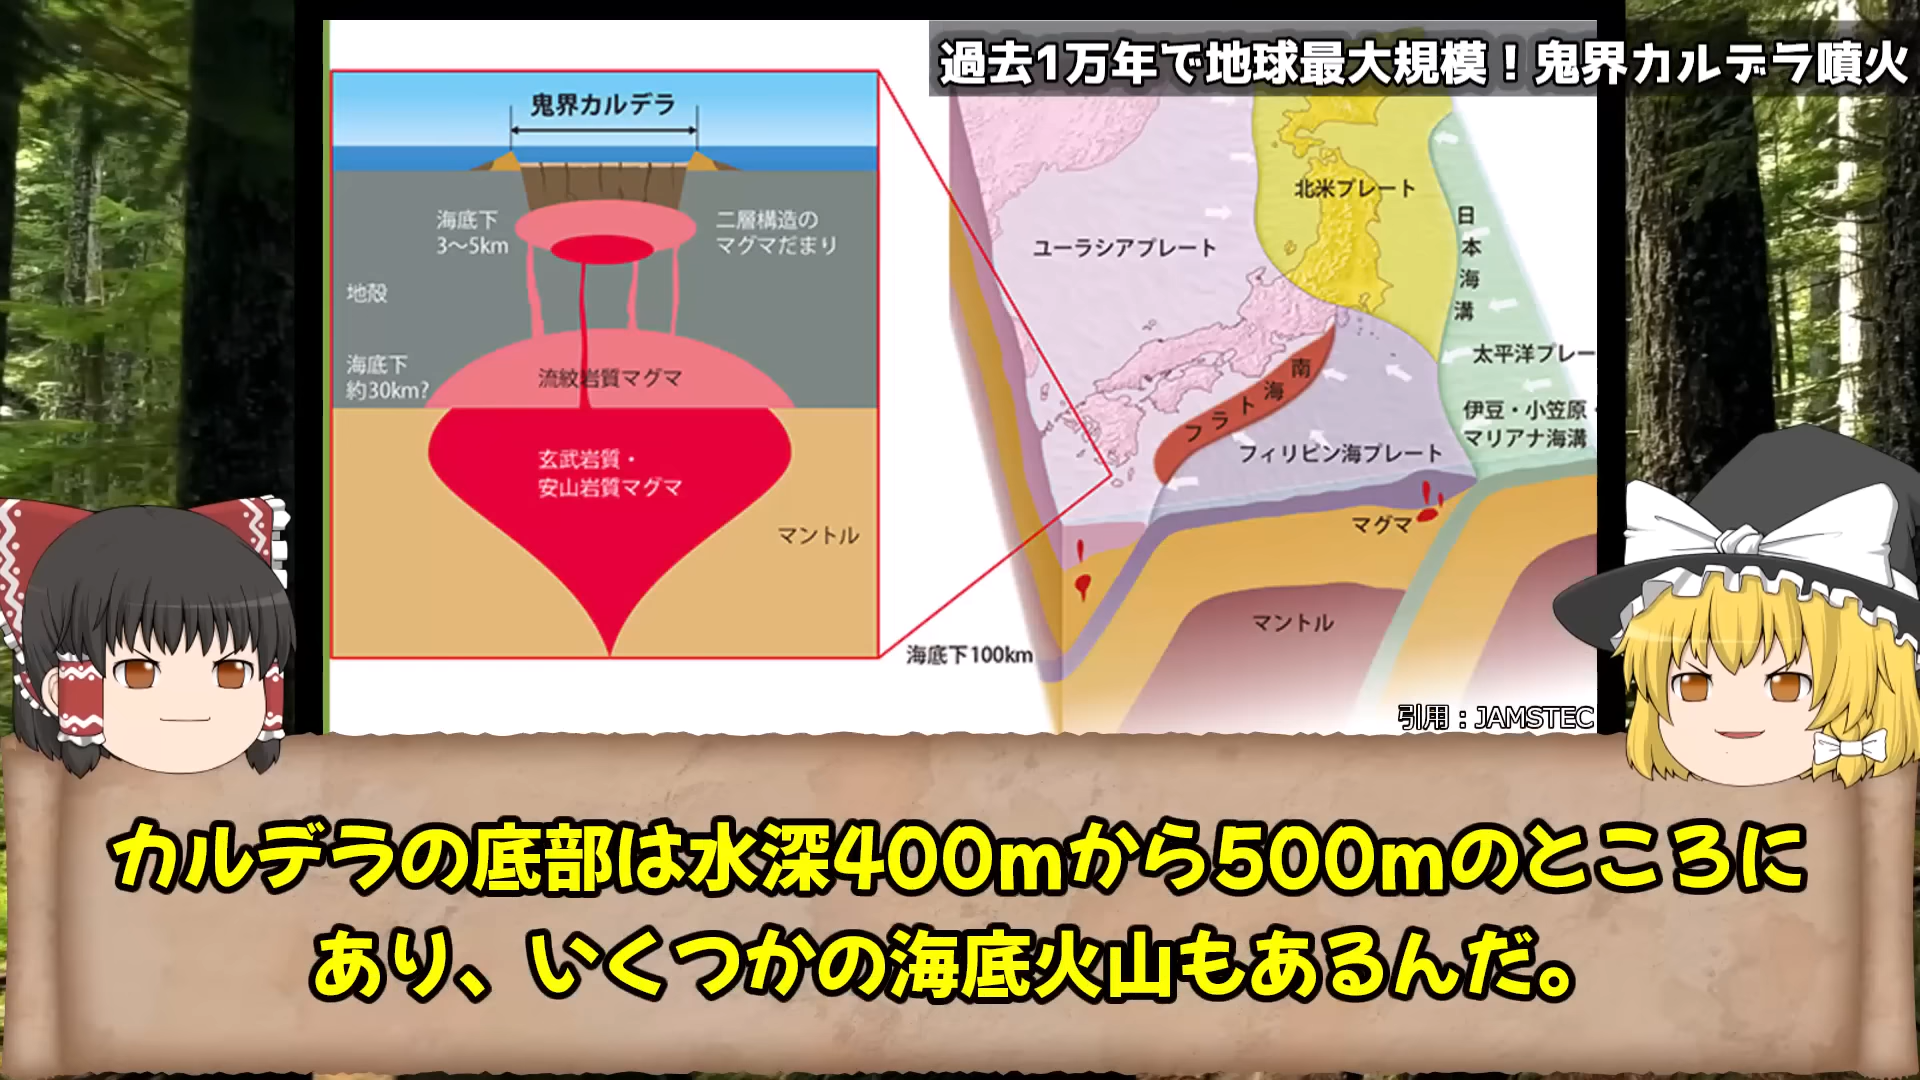 過去1万年で地球最大規模！鬼界カルデラ噴火
鬼界カルデラ
海底下
3〜5km
二層構造の
マグマだまり
地殻
海底下
約30km?
流紋岩質マグマ
玄武岩質・
安山岩質マグマ
マントル
北米プレート
ユーラシアプレート
日本海溝
太平洋プレー
南海トラフ
伊豆・小笠原・
マリアナ海溝
フィリピン海プレート
マグマ
マントル
海底下100km
引用：JAMSTEC
カルデラの底部は水深400mから500mのところに
あり、いくつかの海底火山もあるんだ。